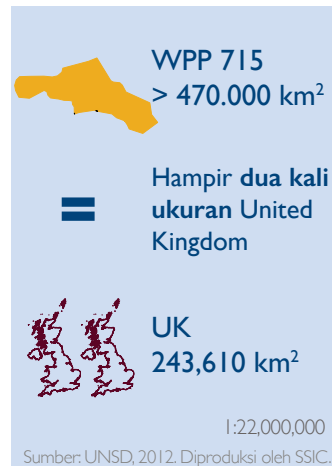 WPP 715
> 470.000 km²
=
Hampir dua kali
ukuran United
Kingdom
UK
243,610 km²
1:22,000,000
Sumber: UNSD, 2012. Diproduksi oleh SSIC.